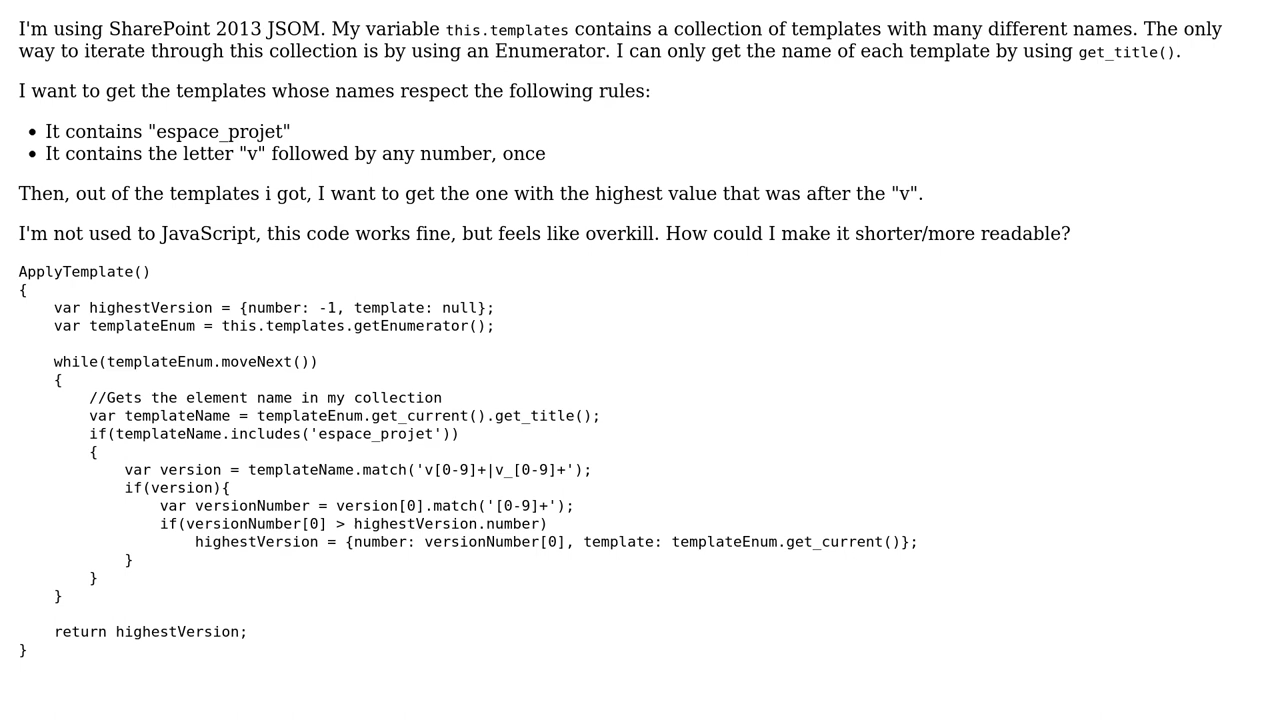 I'm using SharePoint 2013 JSOM. My variable this.templates contains a collection of templates with many different names. The only
way to iterate through this collection is by using an Enumerator. I can only get the name of each template by using get_title().
I want to get the templates whose names respect the following rules:
• It contains "espace_projet"
• It contains the letter "v" followed by any number, once
Then, out of the templates i got, I want to get the one with the highest value that was after the "v".
I'm not used to JavaScript, this code works fine, but feels like overkill. How could I make it shorter/more readable?
ApplyTemplate()
{
    var highestVersion = {number: -1, template: null};
    var templateEnum = this.templates.getEnumerator();
    while(templateEnum.moveNext())
    {
        //Gets the element name in my collection
        var templateName = templateEnum.get_current().get_title();
        if(templateName.includes('espace_projet'))
        {
            var version = templateName.match('v[0-9]+|v_[0-9]+');
            if(version){
                var versionNumber = version[0].match('[0-9]+');
                if(versionNumber[0] > highestVersion.number)
                    highestVersion = {number: versionNumber[0], template: templateEnum.get_current()};
            }
        }
    }
    return highestVersion;
}